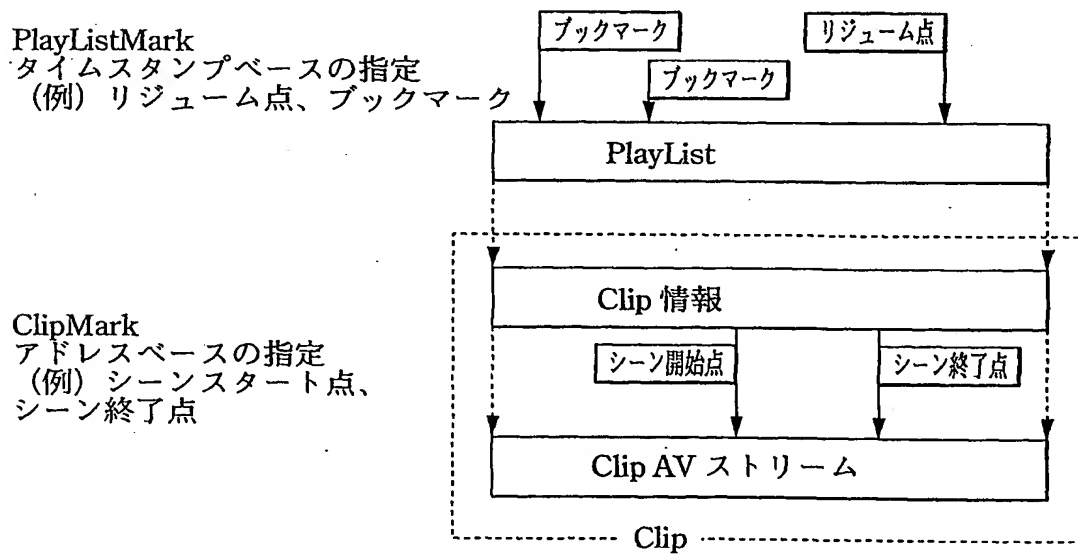 PlayListMark
タイムスタンプベースの指定
(例) リジューム点、ブックマーク
ブックマーク
リジューム点
ブックマーク
PlayList
Clip 情報
ClipMark
アドレスベースの指定
(例) シーンスタート点、
シーン終了点
シーン開始点
シーン終了点
Clip AV ストリーム
Clip